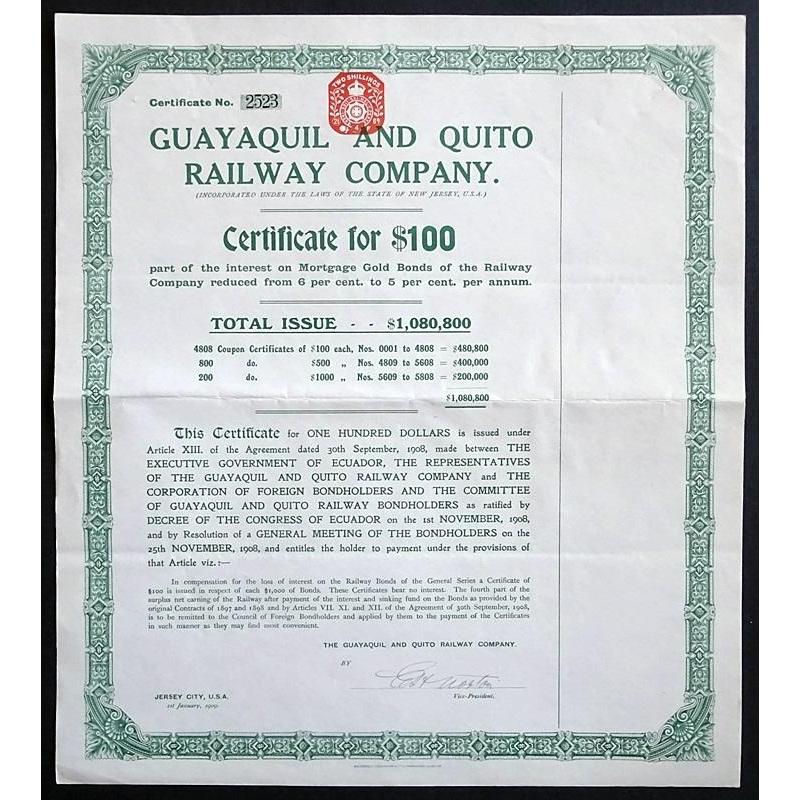 TWO SHILLINGS
Certificate No. 2523
GUAYAQUIL AND QUITO
RAILWAY COMPANY.
(INCORPORATED UNDER THE LAWS OF THE STATE OF NEW JERSEY, U.S.A.)
Certificate for $100
part of the interest on Mortgage Gold Bonds of the Railway
Company reduced from 6 per cent. to 5 per cent. per annum.
TOTAL ISSUE - - $1,080,800
4808 Coupon Certificates of $100 each, Nos. 0001 to 4808 = $480,800
800 do. $500 „ Nos. 4809 to 5608 = $400,000
200 do. $1000 „ Nos. 5609 to 5808 = $200,000
$1,080,800
This Certificate for ONE HUNDRED DOLLARS is issued under
Article XIII. of the Agreement dated 30th September, 1908, made between THE
EXECUTIVE GOVERNMENT OF ECUADOR, THE REPRESENTATIVES
OF THE GUAYAQUIL AND QUITO RAILWAY COMPANY and THE
CORPORATION OF FOREIGN BONDHOLDERS AND THE COMMITTEE
OF GUAYAQUIL AND QUITO RAILWAY BONDHOLDERS as ratified by
DECREE OF THE CONGRESS OF ECUADOR on the 1st NOVEMBER, 1908,
and by Resolution of a GENERAL MEETING OF THE BONDHOLDERS on the
25th NOVEMBER, 1908, and entitles the holder to payment under the provisions of
that Article viz.:—
In compensation for the loss of interest on the Railway Bonds of the General Series a Certificate of
$100 is issued in respect of each $1,000 of Bonds. These Certificates bear no interest. The fourth part of the
surplus net earning of the Railway after payment of the interest and sinking fund on the Bonds as provided by the
original Contracts of 1897 and 1898 and by Articles VII. XI. and XII. of the Agreement of 30th September, 1908,
is to be remitted to the Council of Foreign Bondholders and applied by them to the payment of the Certificates
in such manner as they may find most convenient.
THE GUAYAQUIL AND QUITO RAILWAY COMPANY.
BY
Norton
Vice-President.
JERSEY CITY, U.S.A.
1st January, 1909.